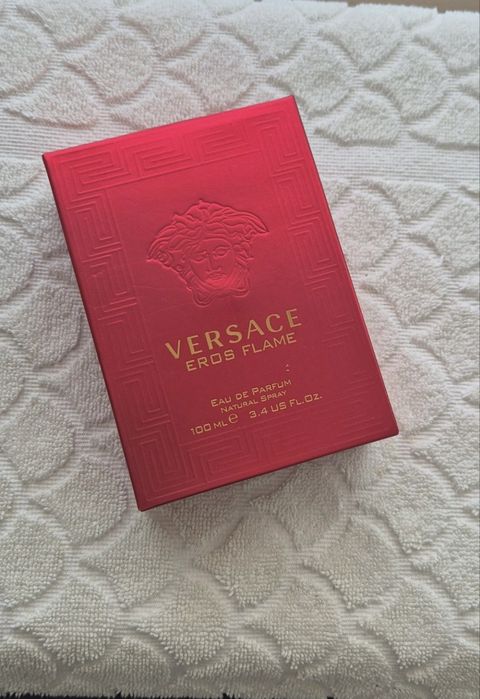 VERSACE
EROS FLAME
EAU DE PARFUM
NATURAL SPRAY
100 ML ℮ 3.4 US FL.OZ.